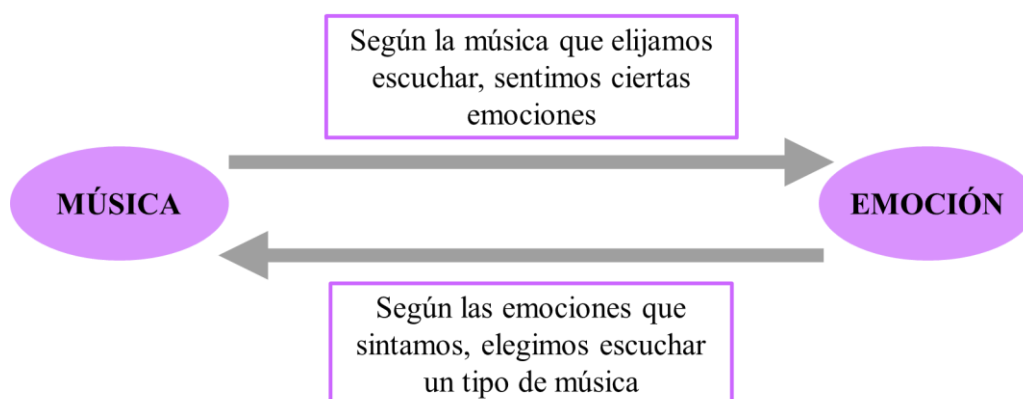 Según la música que elijamos
escuchar, sentimos ciertas
emociones
MÚSICA
EMOCIÓN
Según las emociones que
sintamos, elegimos escuchar
un tipo de música